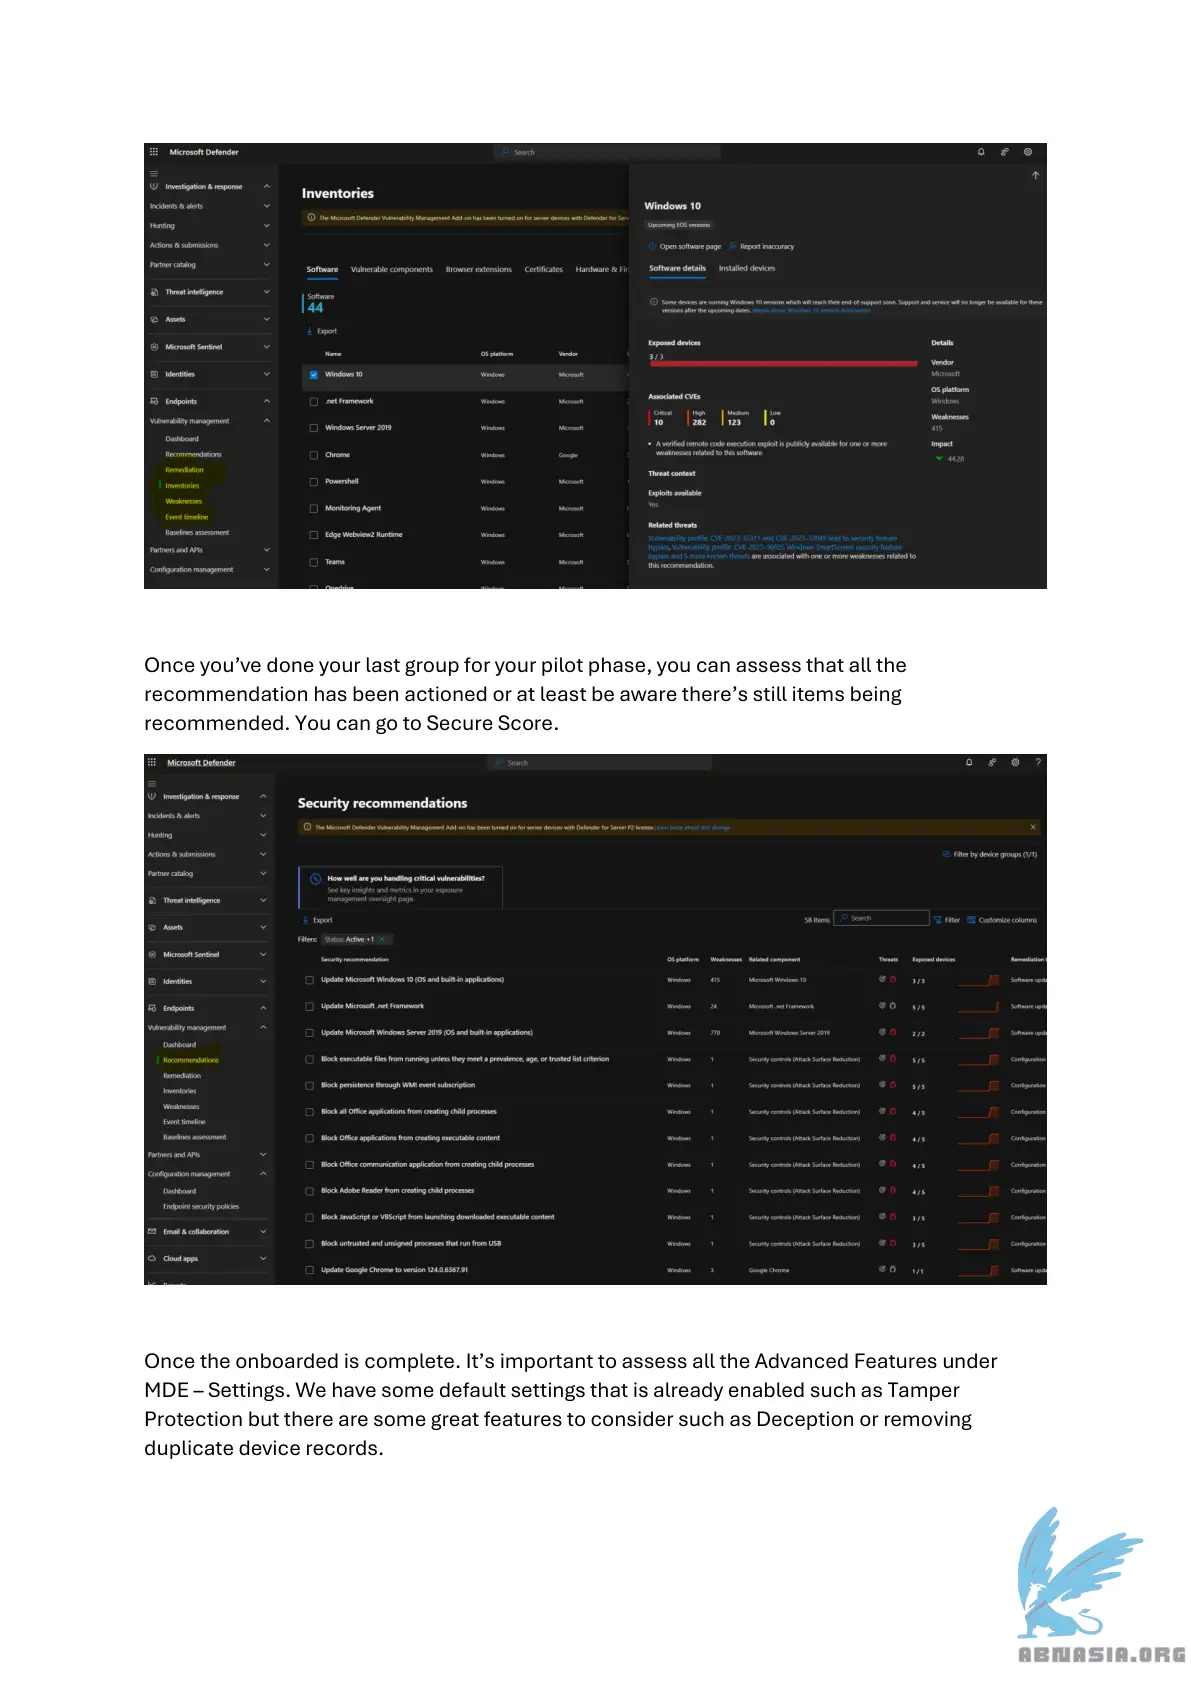 Microsoft Defender
Search
Investigation & response
Incidents & alerts
Hunting
Actions & submissions
Partner catalog
Threat intelligence
Assets
Microsoft Sentinel
Identities
Endpoints
Vulnerability management
Dashboard
Recommendations
Remediation
Inventories
Weaknesses
Event timeline
Baselines assessment
Partners and APIs
Configuration management
Inventories
The Microsoft Defender Vulnerability Management Add-on has been turned on for server devices with Defender for Serv
Software Vulnerable components Browser extensions Certificates Hardware & Fir
Software
44
Export
Name OS platform Vendor
Windows 10 Windows Microsoft
.net Framework Windows Microsoft
Windows Server 2019 Windows Microsoft
Chrome Windows Google
Powershell Windows Microsoft
Monitoring Agent Windows Microsoft
Edge Webview2 Runtime Windows Microsoft
Teams Windows Microsoft
Onedrive Windows Microsoft
Windows 10
Upcoming EOS versions
Open software page Report inaccuracy
Software details Installed devices
Some devices are running Windows 10 versions which will reach their end-of-support soon. Support and service will no longer be available for these
versions after the upcoming dates.
Exposed devices
3 / 3
Associated CVEs
Critical High Medium Low
10 282 123 0
• A verified remote code execution exploit is publicly available for one or more
weaknesses related to this software
Threat context
Exploits available
Yes
Related threats
Vulnerability profile: CVE-2023-35311 and CVE-2023-32049 lead to security feature
bypass, Vulnerability profile: CVE-2023-36025 Windows SmartScreen security feature
bypass and 5 more known threats are associated with one or more weaknesses related to
this recommendation.
Details
Vendor
Microsoft
OS platform
Windows
Weaknesses
415
Impact
44.28
Once you’ve done your last group for your pilot phase, you can assess that all the
recommendation has been actioned or at least be aware there’s still items being
recommended. You can go to Secure Score.
Microsoft Defender
Search
?
Investigation & response
Incidents & alerts
Hunting
Actions & submissions
Partner catalog
Threat intelligence
Assets
Microsoft Sentinel
Identities
Endpoints
Vulnerability management
Dashboard
Recommendations
Remediation
Inventories
Weaknesses
Event timeline
Baselines assessment
Partners and APIs
Configuration management
Dashboard
Endpoint security policies
Email & collaboration
Cloud apps
Reports
Security recommendations
The Microsoft Defender Vulnerability Management Add-on has been turned on for server devices with Defender for Server P2 license. Learn more about this change
Filter by device groups (1/1)
How well are you handling critical vulnerabilities?
See key insights and metrics in your exposure
management oversight page.
Export
58 items Search Filter Customize columns
Filters: Status: Active +1
Security recommendation OS platform Weaknesses Related component Threats Exposed devices Remediation t
Update Microsoft Windows 10 (OS and built-in applications) Windows 415 Microsoft Windows 10 3 / 3 Software upda
Update Microsoft .net Framework Windows 24 Microsoft .net Framework 5 / 5 Software upda
Update Microsoft Windows Server 2019 (OS and built-in applications) Windows 770 Microsoft Windows Server 2019 2 / 2 Software upda
Block executable files from running unless they meet a prevalence, age, or trusted list criterion Windows 1 Security controls (Attack Surface Reduction) 5 / 5 Configuration
Block persistence through WMI event subscription Windows 1 Security controls (Attack Surface Reduction) 5 / 5 Configuration
Block all Office applications from creating child processes Windows 1 Security controls (Attack Surface Reduction) 4 / 5 Configuration
Block Office applications from creating executable content Windows 1 Security controls (Attack Surface Reduction) 4 / 5 Configuration
Block Office communication application from creating child processes Windows 1 Security controls (Attack Surface Reduction) 4 / 5 Configuration
Block Adobe Reader from creating child processes Windows 1 Security controls (Attack Surface Reduction) 4 / 5 Configuration
Block JavaScript or VBScript from launching downloaded executable content Windows 1 Security controls (Attack Surface Reduction) 3 / 5 Configuration
Block untrusted and unsigned processes that run from USB Windows 1 Security controls (Attack Surface Reduction) 3 / 5 Configuration
Update Google Chrome to version 124.0.6367.91 Windows 3 Google Chrome 1 / 1 Software upda
Once the onboarded is complete. It’s important to assess all the Advanced Features under
MDE – Settings. We have some default settings that is already enabled such as Tamper
Protection but there are some great features to consider such as Deception or removing
duplicate device records.
ABNASIA.ORG